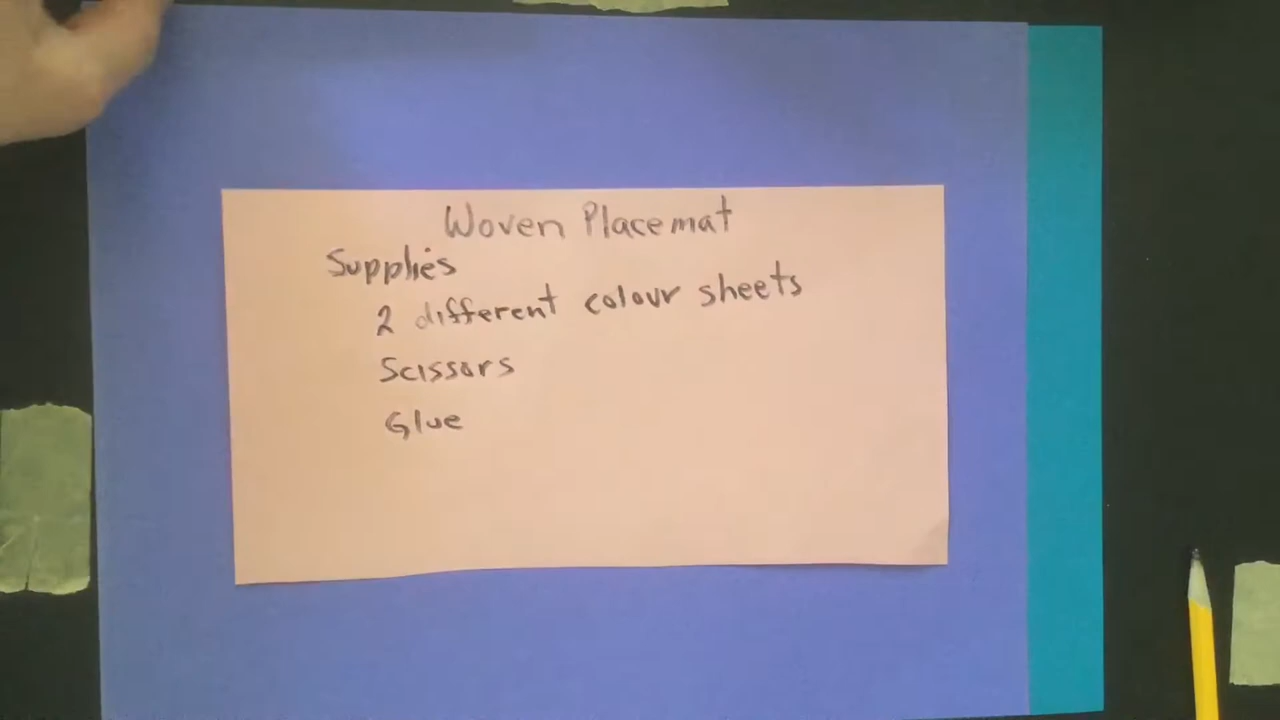 Woven Placemat
Supplies
2 different colour sheets
Scissors
Glue